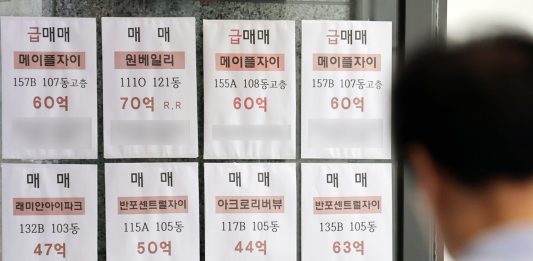 급매매
메이플자이
157B 107동고층
60억
매 매
원베일리
111O 121동
70억 R.R
급매매
메이플자이
155A 108동고층
60억
급매매
메이플자이
157B 107동고층
60억
매 매
래미안아이파크
132B 103동
47억
매 매
반포센트럴자이
115A 105동
50억
매 매
아크로리버뷰
117B 105동
44억
매 매
반포센트럴자이
135B 105동
63억